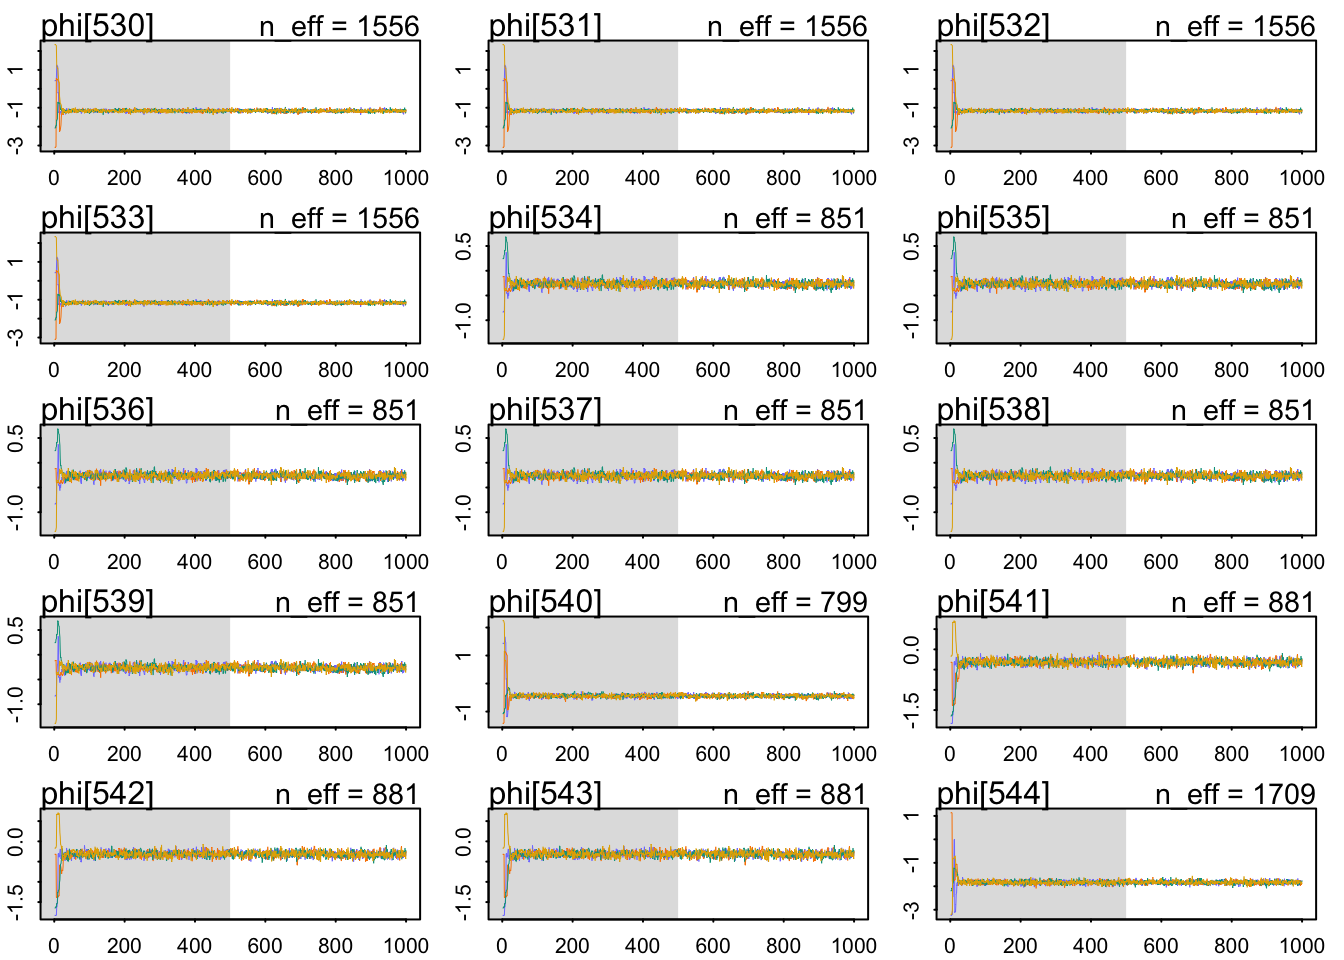 phi[530] n_eff = 1556 phi[531] n_eff = 1556 phi[532] n_eff = 1556
1 1 1
-1 -1 -1
-3 -3 -3
0 200 400 600 800 1000 0 200 400 600 800 1000 0 200 400 600 800 1000
phi[533] n_eff = 1556 phi[534] n_eff = 851 phi[535] n_eff = 851
1 0.5 0.5
-1 -1.0 -1.0
-3
0 200 400 600 800 1000 0 200 400 600 800 1000 0 200 400 600 800 1000
phi[536] n_eff = 851 phi[537] n_eff = 851 phi[538] n_eff = 851
0.5 0.5 0.5
-1.0 -1.0 -1.0
0 200 400 600 800 1000 0 200 400 600 800 1000 0 200 400 600 800 1000
phi[539] n_eff = 851 phi[540] n_eff = 799 phi[541] n_eff = 881
0.5 1 0.0
-1.0 -1 -1.5
0 200 400 600 800 1000 0 200 400 600 800 1000 0 200 400 600 800 1000
phi[542] n_eff = 881 phi[543] n_eff = 881 phi[544] n_eff = 1709
0.0 0.0 1
-1.5 -1.5 -1
-3
0 200 400 600 800 1000 0 200 400 600 800 1000 0 200 400 600 800 1000